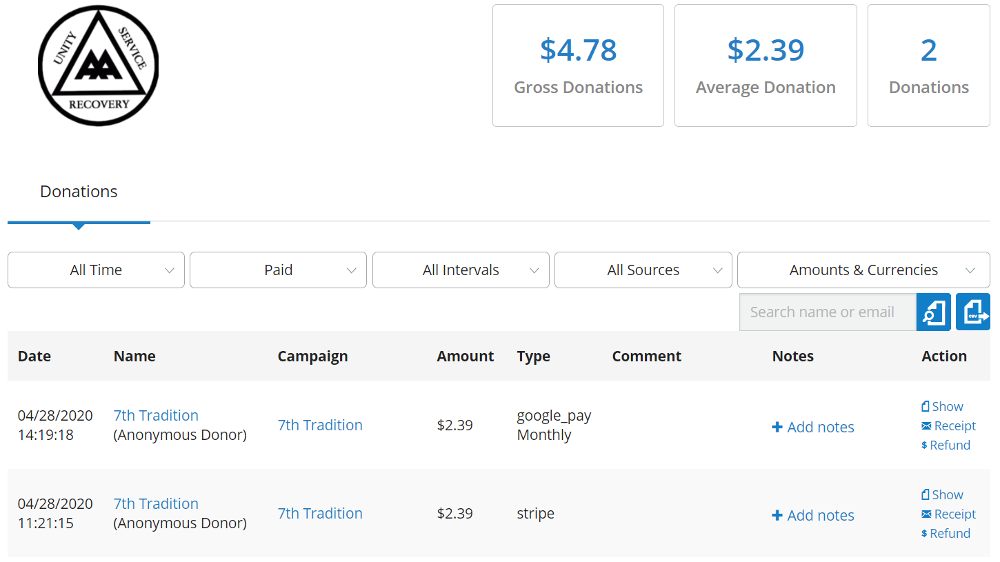 UNITY
SERVICE
AA
RECOVERY
$4.78
Gross Donations
$2.39
Average Donation
2
Donations
Donations
All Time
Paid
All Intervals
All Sources
Amounts & Currencies
Search name or email
CSV
Date Name Campaign Amount Type Comment Notes Action
04/28/2020
14:19:18
7th Tradition
(Anonymous Donor)
7th Tradition
$2.39
google_pay
Monthly
+ Add notes
Show
Receipt
$ Refund
04/28/2020
11:21:15
7th Tradition
(Anonymous Donor)
7th Tradition
$2.39
stripe
+ Add notes
Show
Receipt
$ Refund